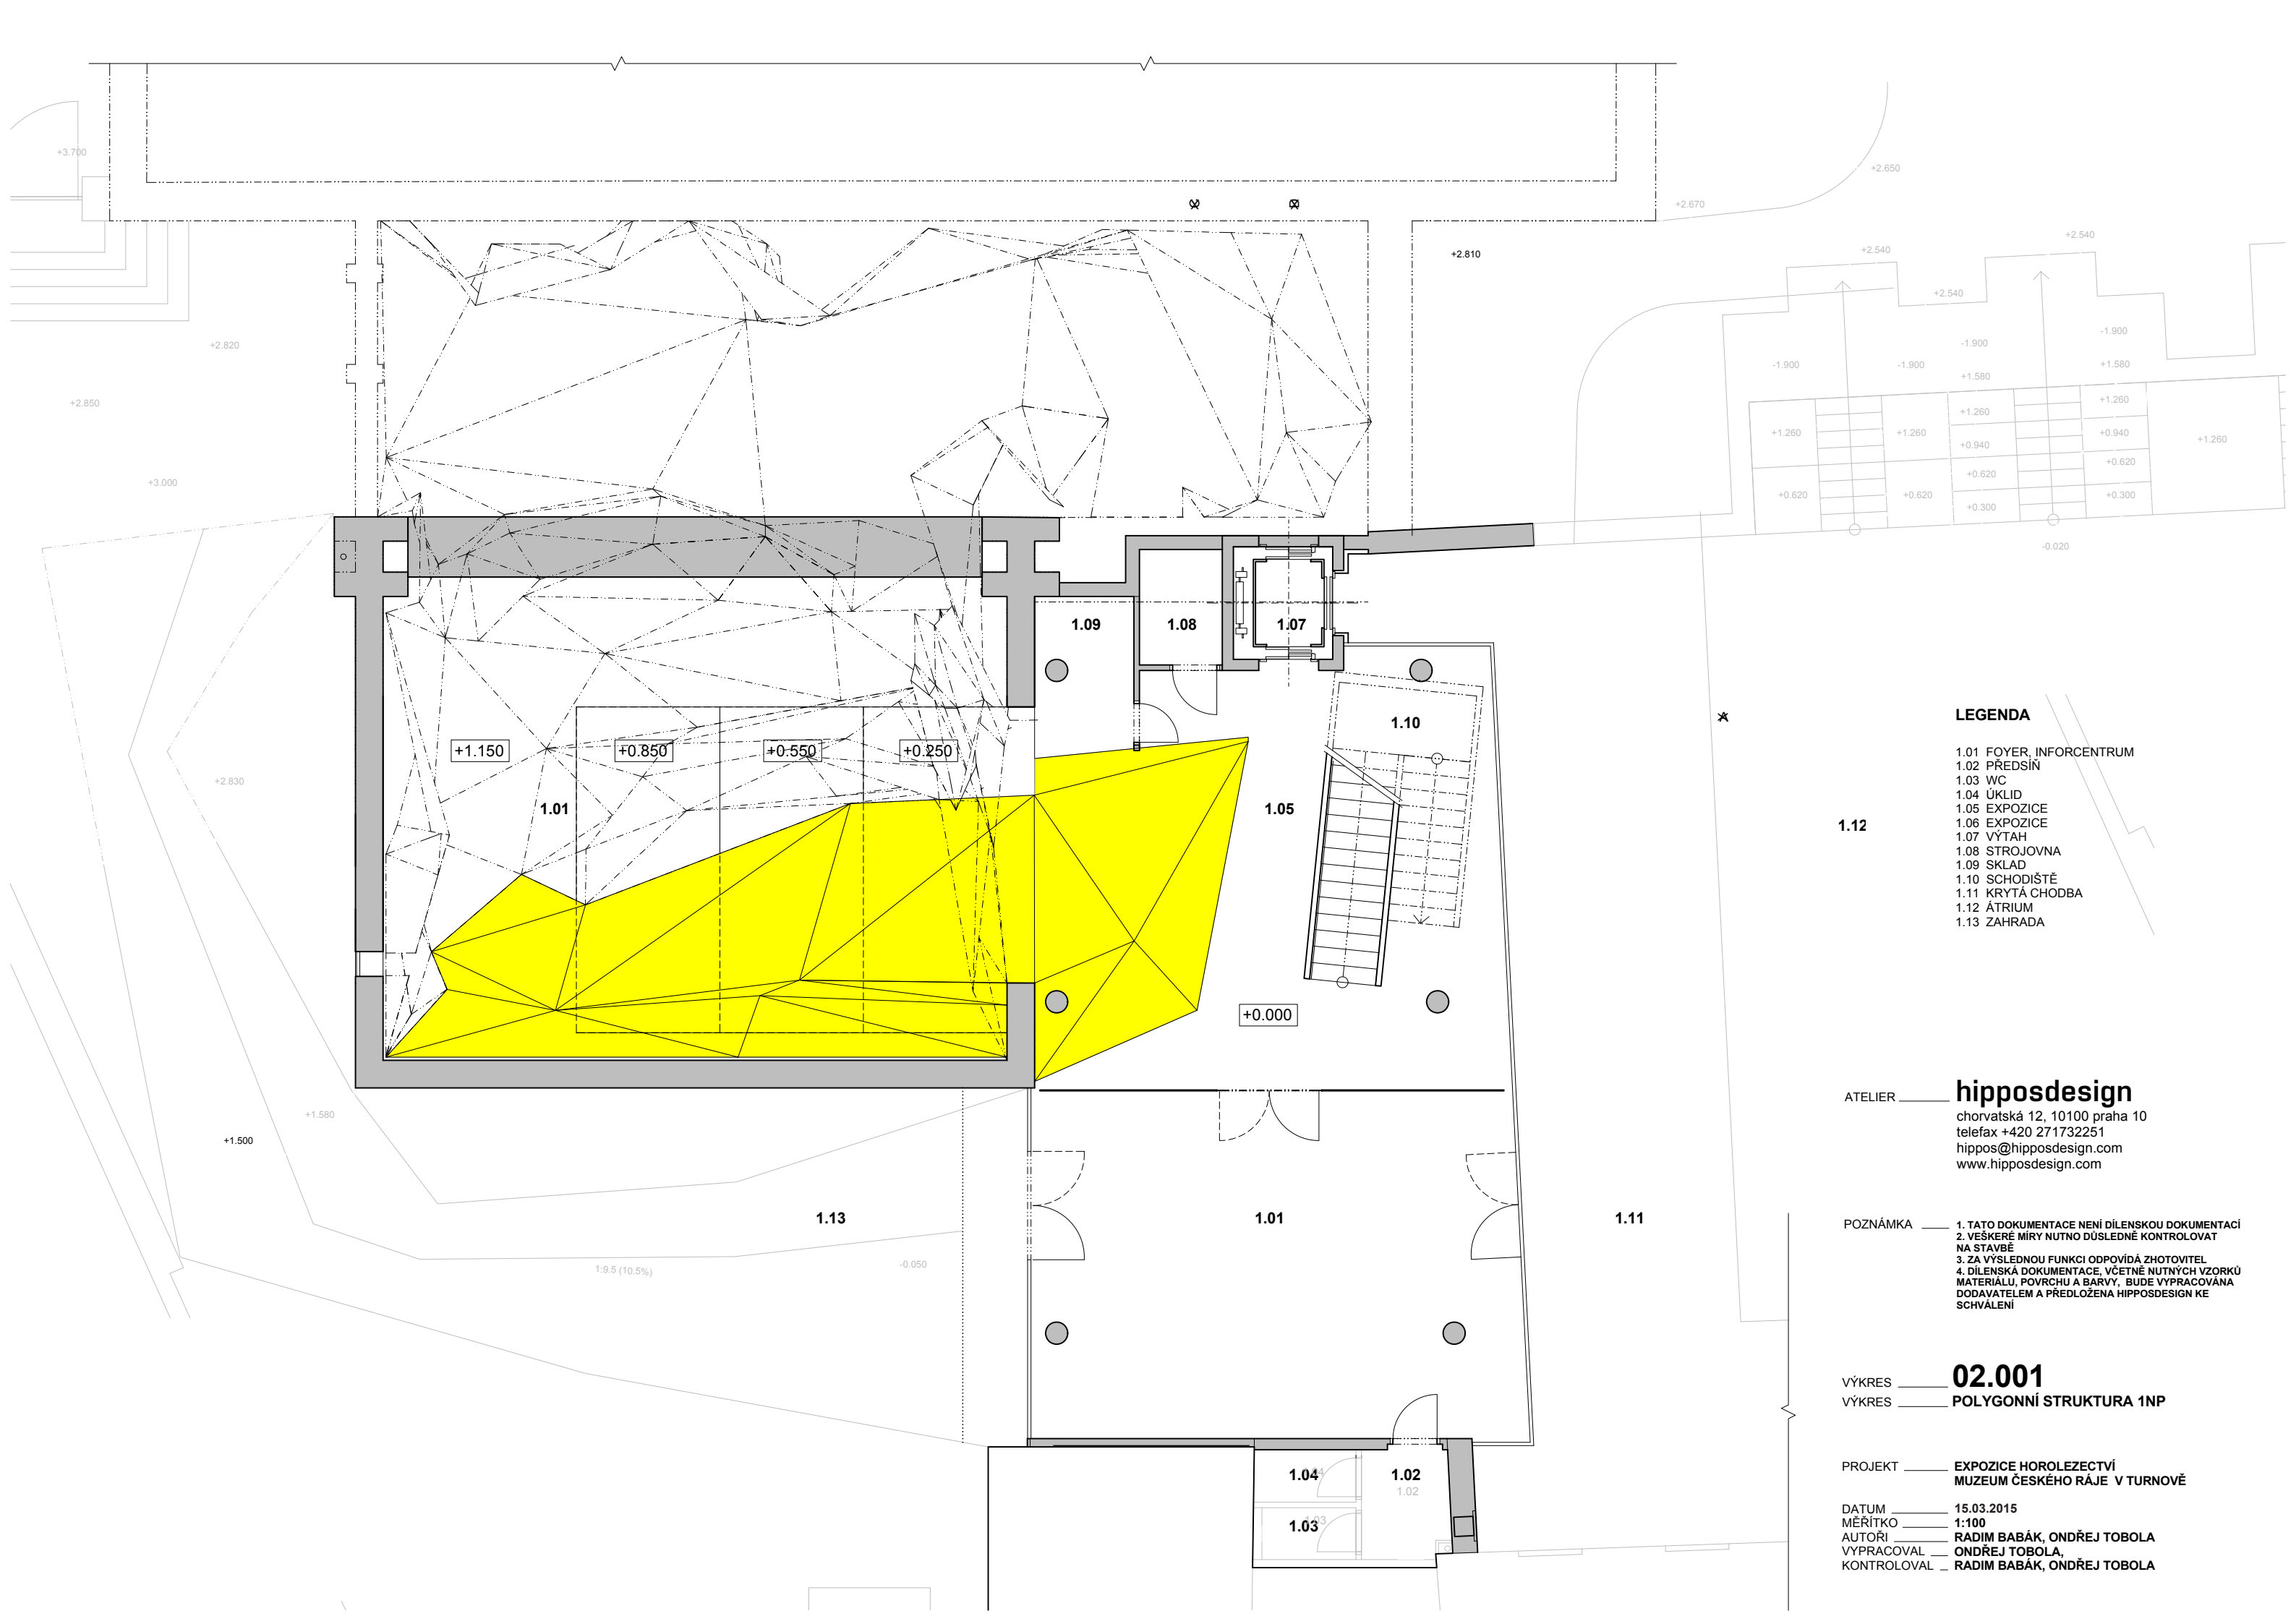 +3.700
+2.650
+2.670
+2.810
+2.540
+2.540
+2.540
+2.820
+2.850
+3.000
-1.900
-1.900
-1.900
-1.900
+1.580
+1.580
+1.260
+1.260
+1.260
+1.260
+1.260
+0.940
+0.940
+0.620
+0.620
+0.620
+0.620
+0.300
+0.300
-0.020
1.09
1.08
1.07
1.10
+1.150
+0.850
+0.550
+0.250
+2.830
1.01
1.05
1.12
+0.000
+1.580
+1.500
1.13
1.01
1.11
1:9.5 (10.5%)
-0.050
1.04
1.02
1.02
1.03
LEGENDA
1.01 FOYER, INFORCENTRUM
1.02 PŘEDSÍŇ
1.03 WC
1.04 ÚKLID
1.05 EXPOZICE
1.06 EXPOZICE
1.07 VÝTAH
1.08 STROJOVNA
1.09 SKLAD
1.10 SCHODIŠTĚ
1.11 KRYTÁ CHODBA
1.12 ÁTRIUM
1.13 ZAHRADA
ATELIER hipposdesign
chorvatská 12, 10100 praha 10
telefax +420 271732251
hippos@hipposdesign.com
www.hipposdesign.com
POZNÁMKA 1. TATO DOKUMENTACE NENÍ DÍLENSKOU DOKUMENTACÍ
2. VEŠKERÉ MÍRY NUTNO DŮSLEDNĚ KONTROLOVAT
NA STAVBĚ
3. ZA VÝSLEDNOU FUNKCI ODPOVÍDÁ ZHOTOVITEL
4. DÍLENSKÁ DOKUMENTACE, VČETNĚ NUTNÝCH VZORKŮ
MATERIÁLU, POVRCHU A BARVY, BUDE VYPRACOVÁNA
DODAVATELEM A PŘEDLOŽENA HIPPOSDESIGN KE
SCHVÁLENÍ
VÝKRES 02.001
VÝKRES POLYGONNÍ STRUKTURA 1NP
PROJEKT EXPOZICE HOROLEZECTVÍ
MUZEUM ČESKÉHO RÁJE V TURNOVĚ
DATUM 15.03.2015
MĚŘÍTKO 1:100
AUTOŘI RADIM BABÁK, ONDŘEJ TOBOLA
VYPRACOVAL ONDŘEJ TOBOLA,
KONTROLOVAL RADIM BABÁK, ONDŘEJ TOBOLA